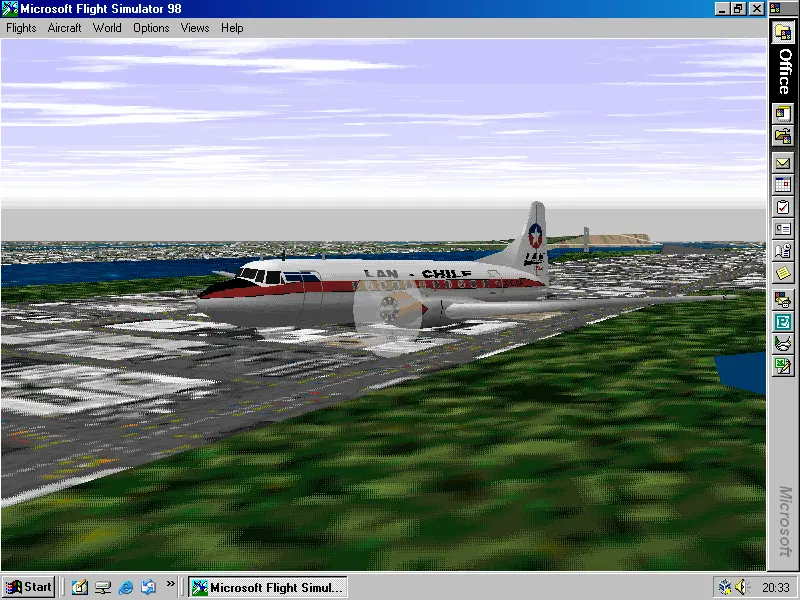 Microsoft Flight Simulator 98
Flights Aircraft World Options Views Help
Office
LAN
LAN - CHILE
Microsoft
Start
Microsoft Flight Simul...
20:33